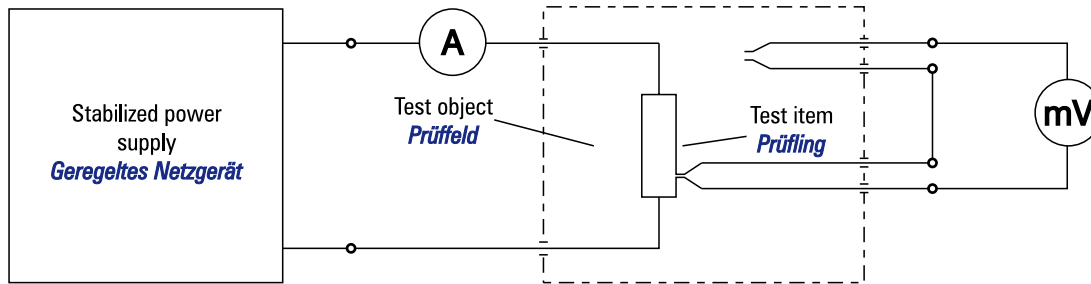 Stabilized power
supply
Geregeltes Netzgerät
A
Test object
Prüffeld
Test item
Prüfling
mV